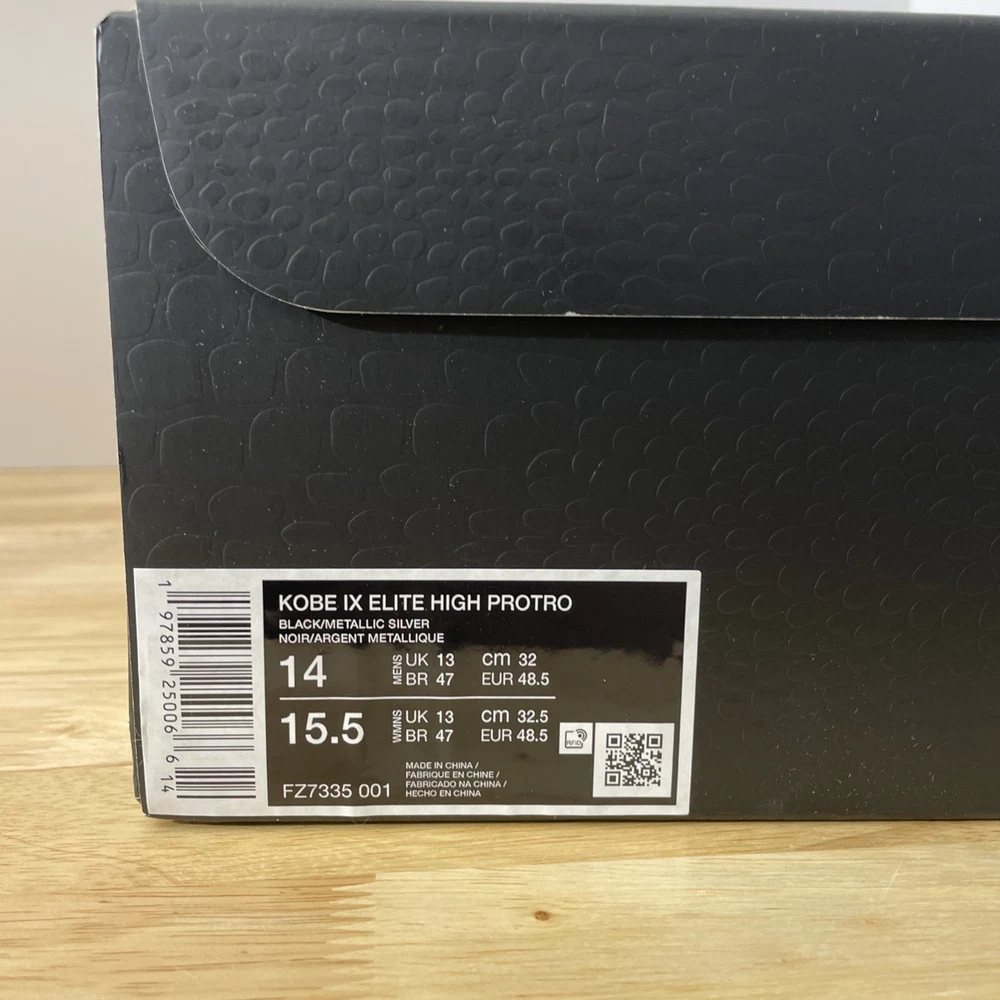 KOBE IX ELITE HIGH PROTRO
BLACK/METALLIC SILVER
NOIR/ARGENT METALLIQUE
14 MENS UK 13 cm 32
BR 47 EUR 48.5
15.5 WMNS UK 13 cm 32.5
BR 47 EUR 48.5
RFID
MADE IN CHINA /
FABRIQUE EN CHINE /
FABRICADO NA CHINA /
HECHO EN CHINA
FZ7335 001
1 97859 25006 6 14